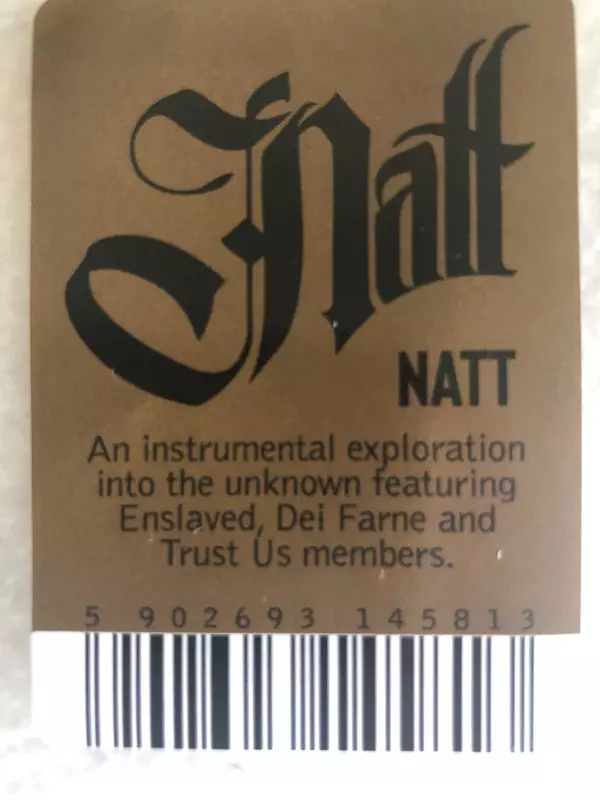 Natt
NATT
An instrumental exploration
into the unknown featuring
Enslaved, Dei Farne and
Trust Us members.
5 902693 145813